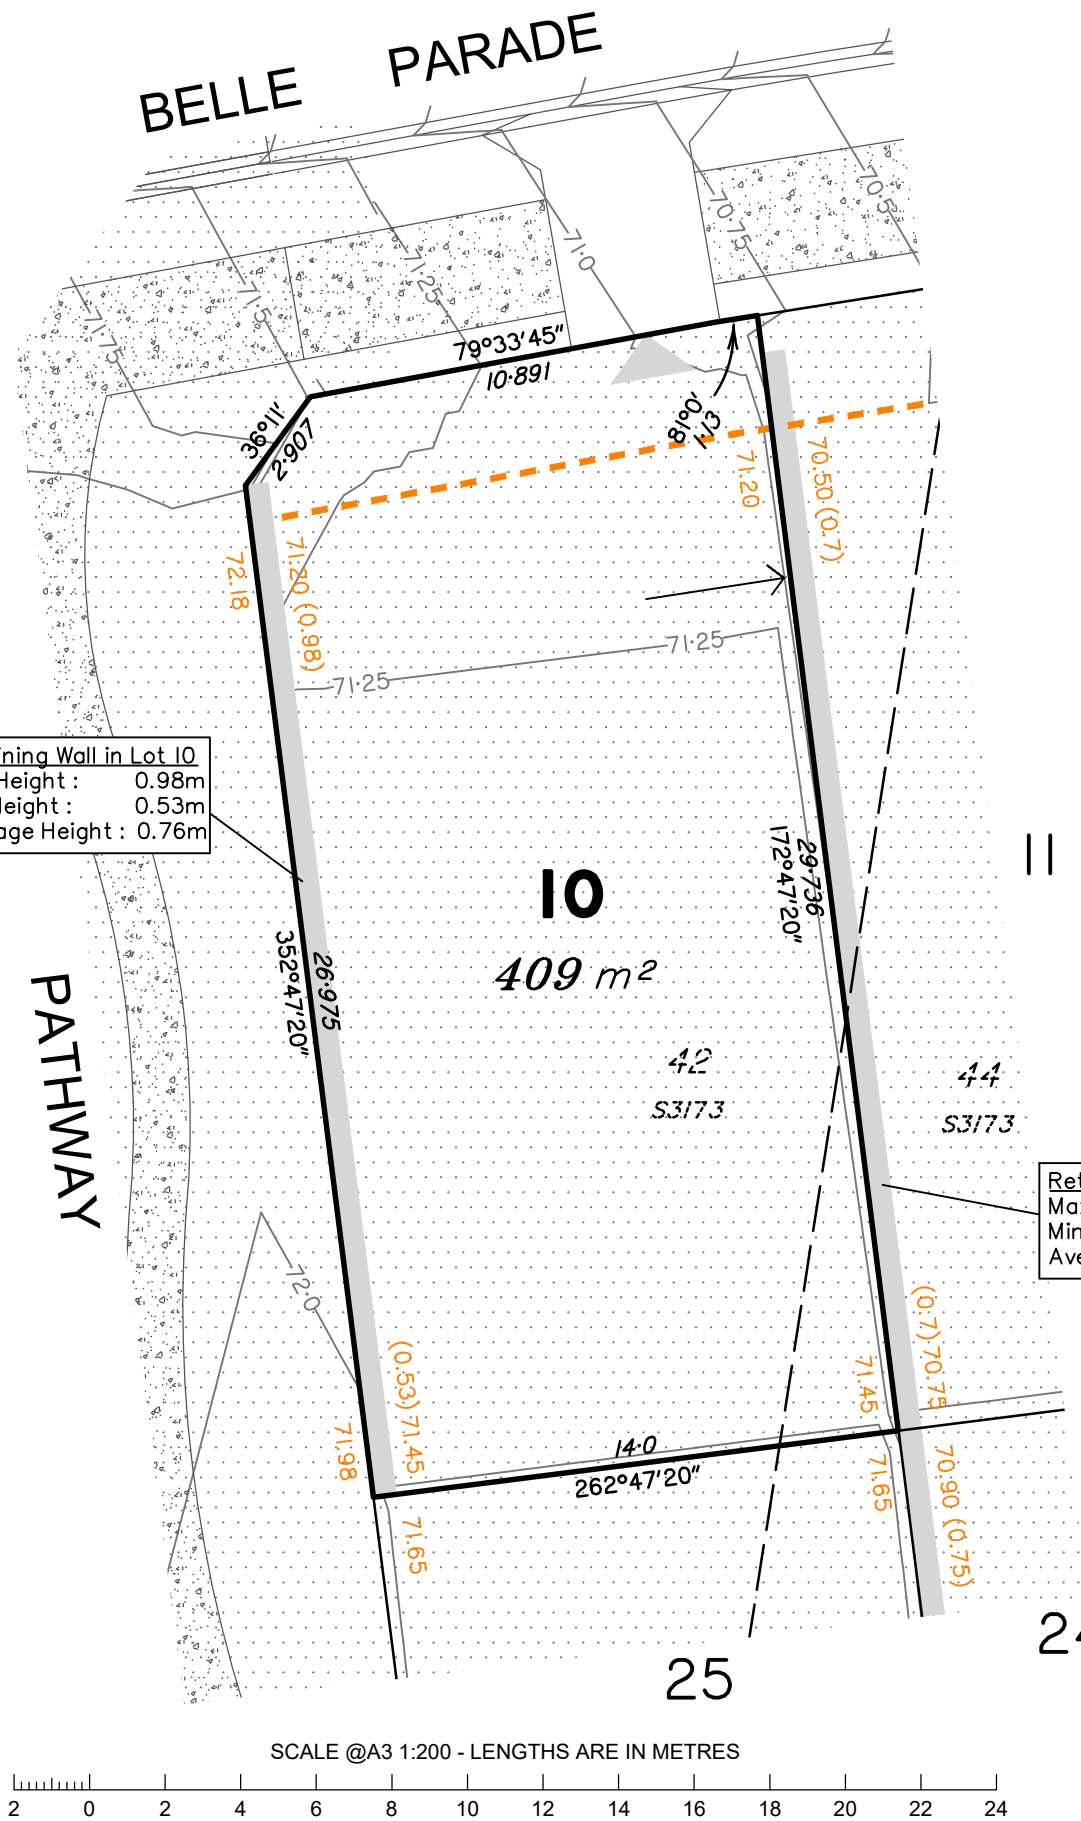 BELLE PARADE
70·5
70·75
71·0
71·25
71·5
71·75
79°33'45"
10·891
36°11'
2·907
81°0'
1·13
71.20
70.50 (0.7)
72.18
71.20 (0.98)
71·25
71·25
ning Wall in Lot 10
Height : 0.98m
eight : 0.53m
age Height : 0.76m
10
409 m²
11
29·736
172°47'20"
352°47'20"
26·975
PATHWAY
42
S3173
44
S3173
Ret
Max
Min
Ave
72·0
(0.7) 70.75
71.45
(0.53) 71.45
71.98
14·0
262°47'20"
71.65
70.90 (0.75)
71.65
25
24
SCALE @A3 1:200 - LENGTHS ARE IN METRES
2 0 2 4 6 8 10 12 14 16 18 20 22 24